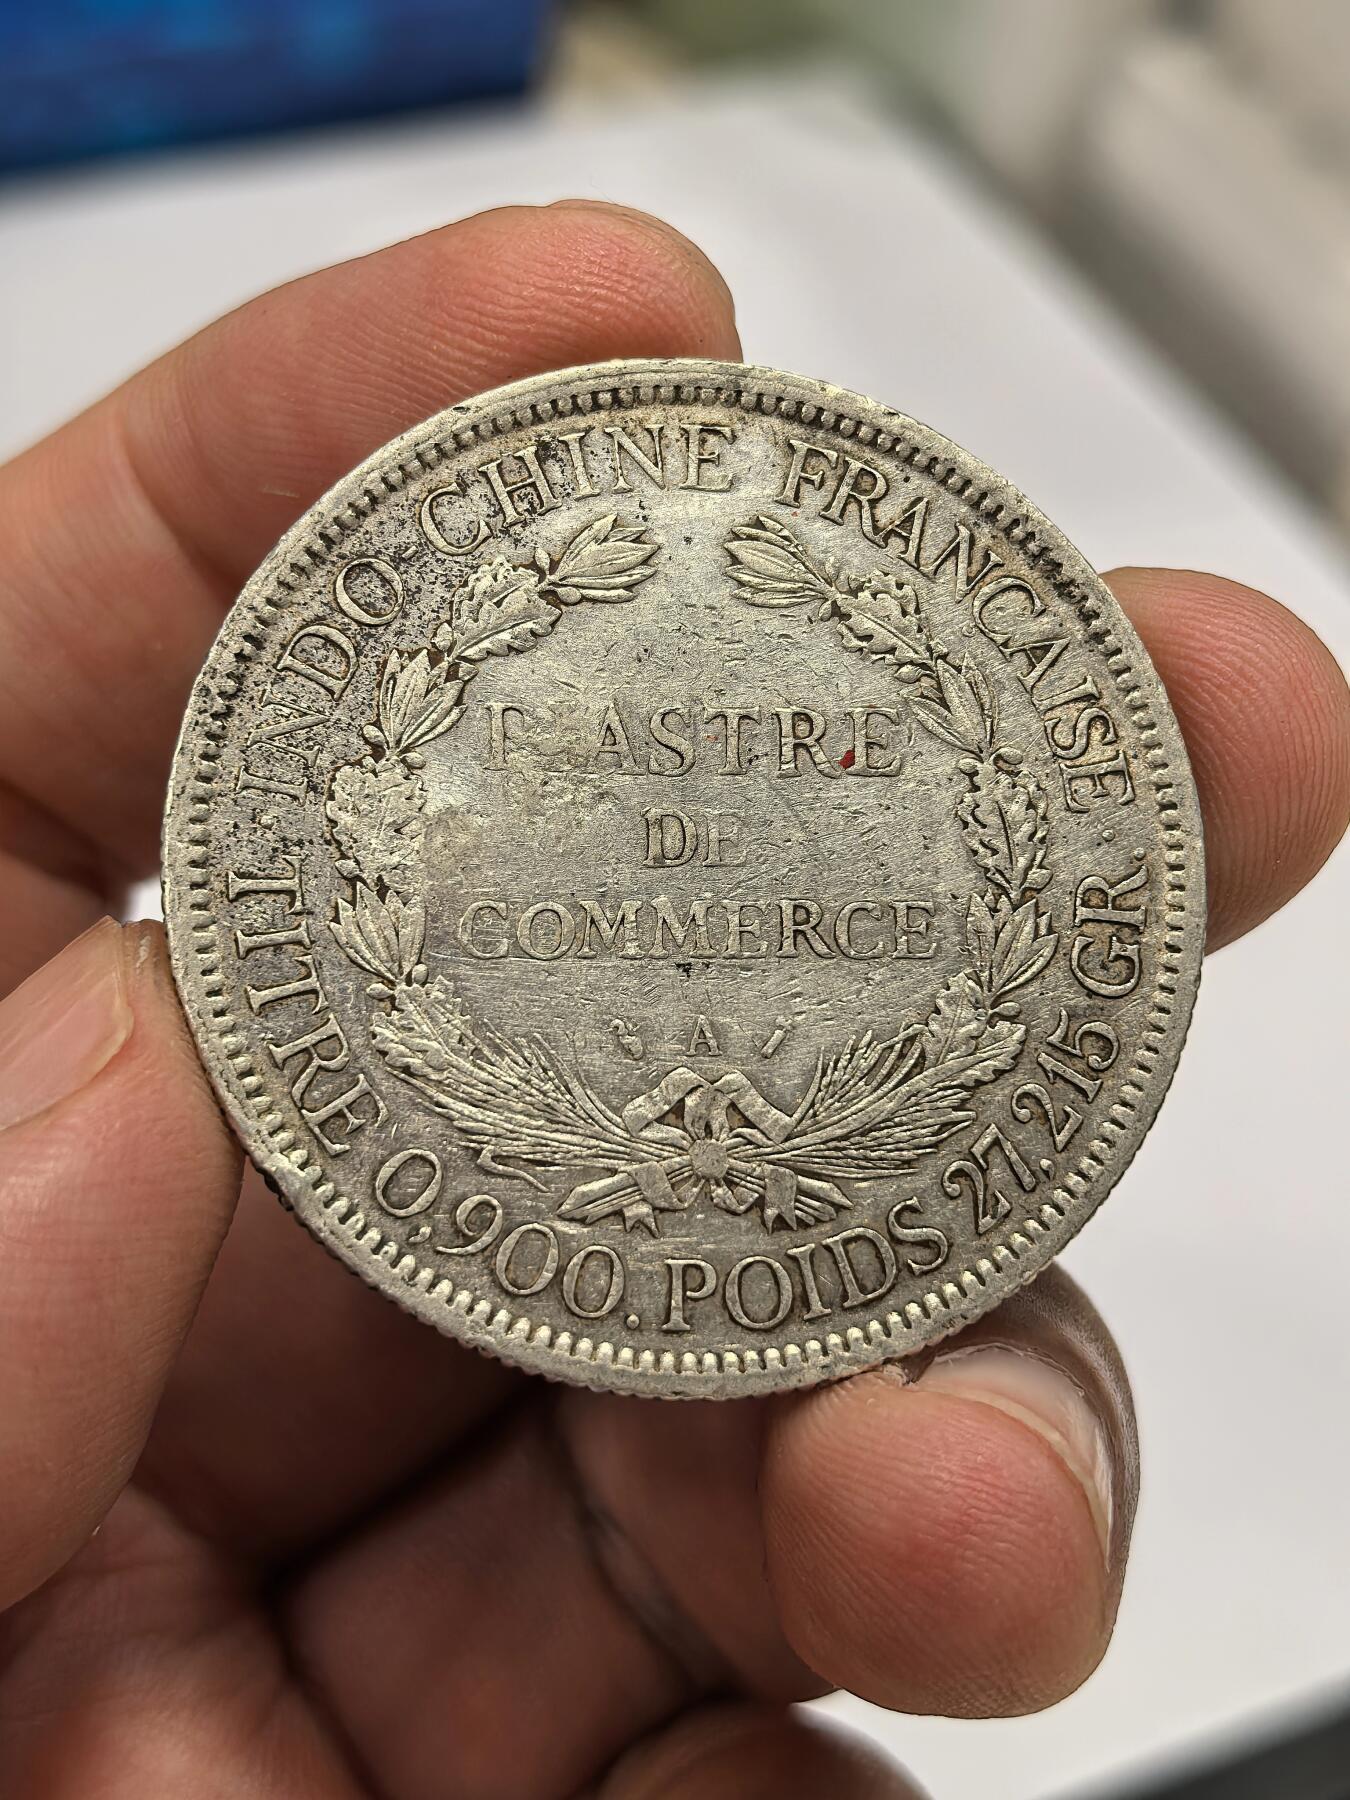 INDO-CHINE FRANÇAISE.
TITRE 0,900. POIDS 27,215 GR.
PIASTRE
DE
COMMERCE
A